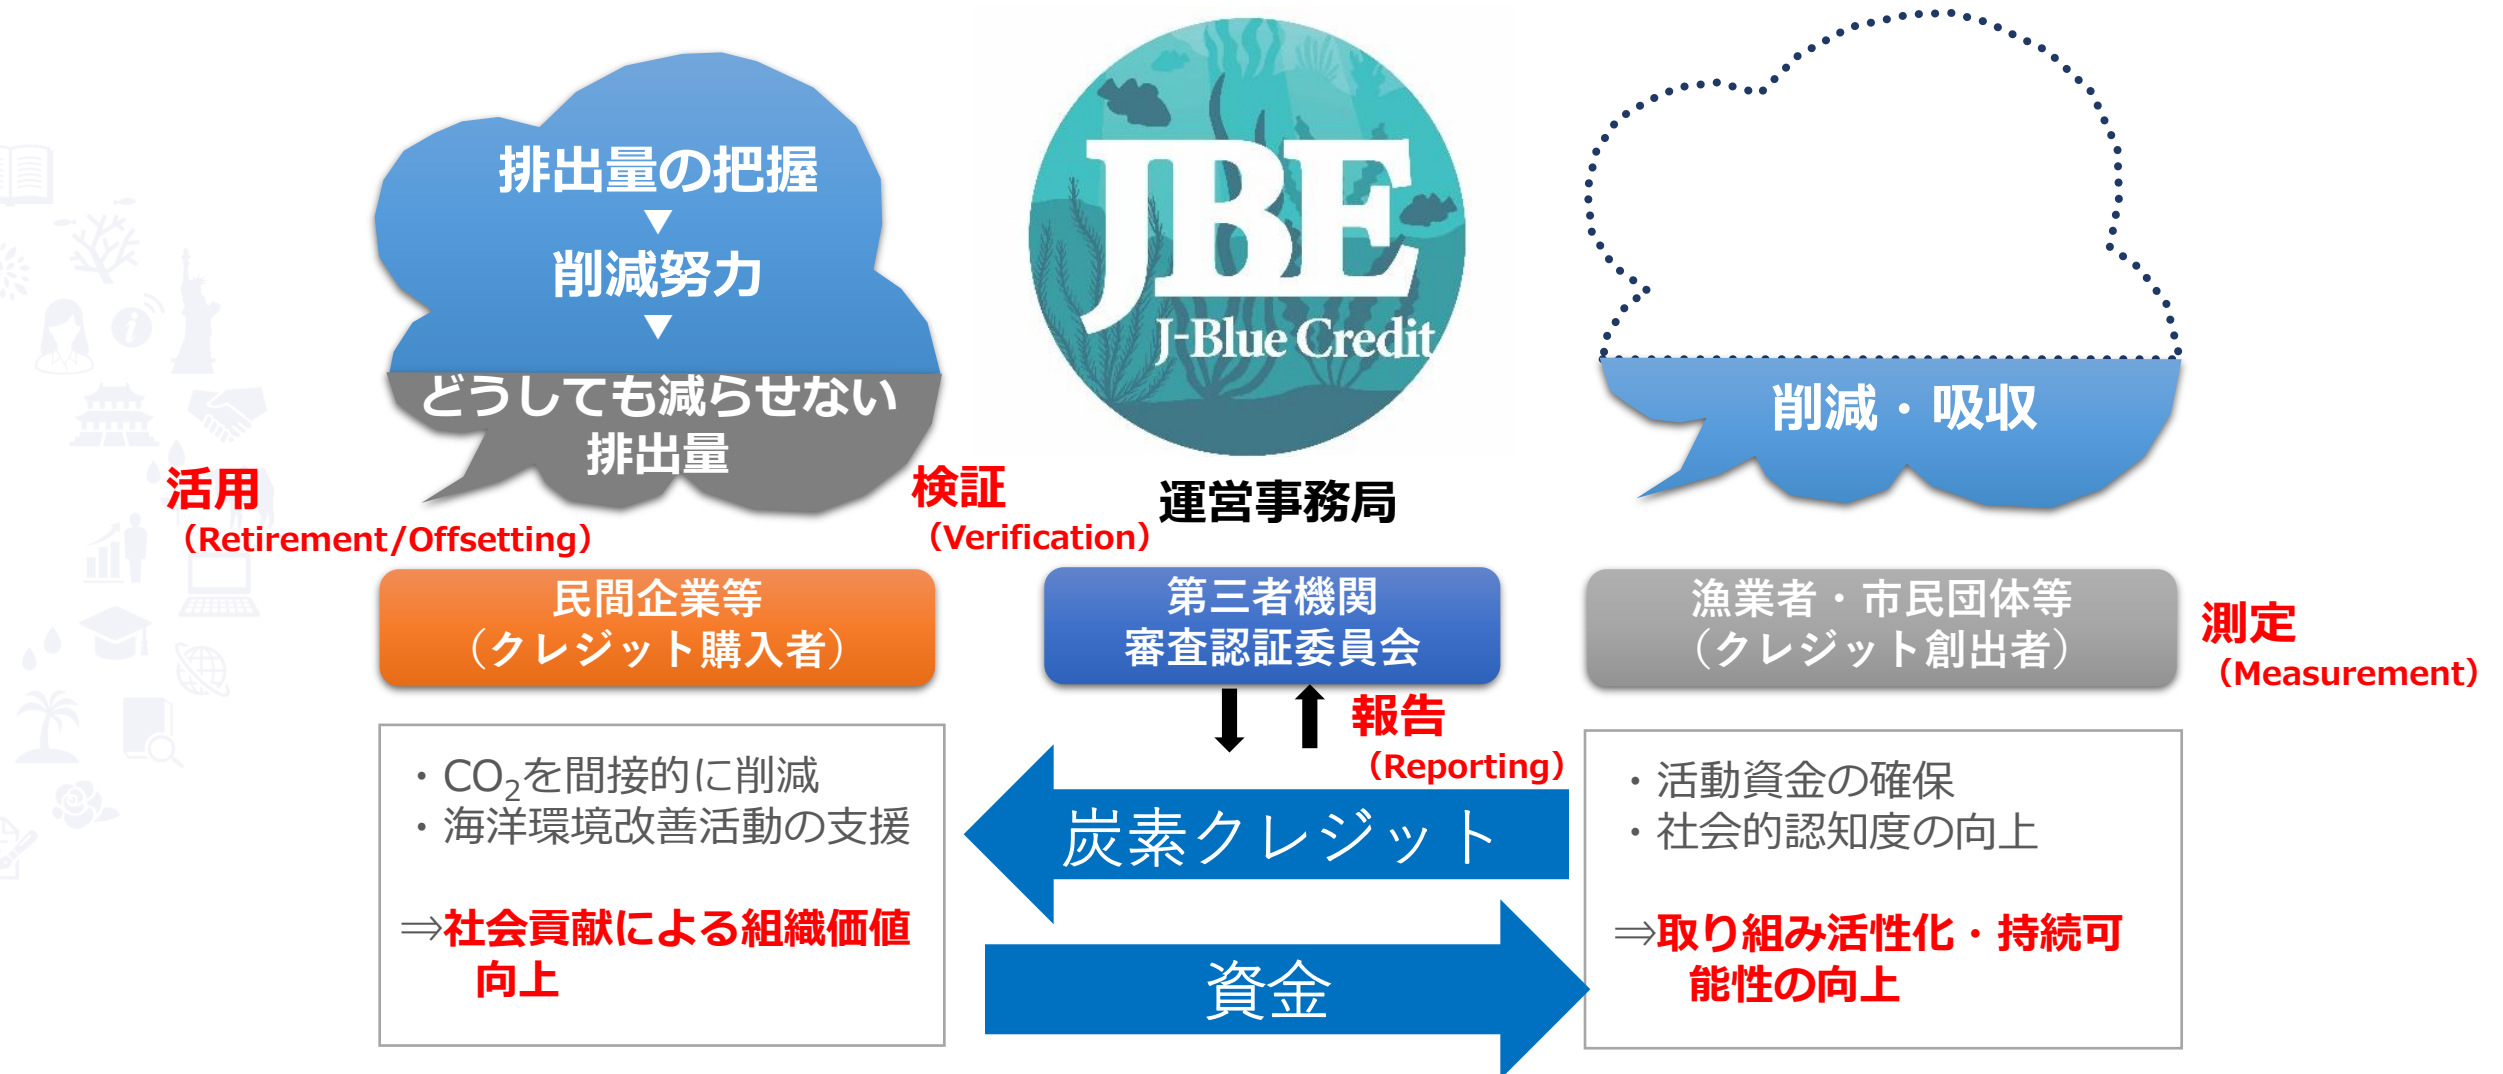 排出量の把握
▼
削減努力
▼
どうしても減らせない
排出量
JBE
J-Blue Credit
運営事務局
削減・吸収
活用
（Retirement/Offsetting）
検証
（Verification）
民間企業等
（クレジット購入者）
第三者機関
審査認証委員会
漁業者・市民団体等
（クレジット創出者）
測定
（Measurement）
報告
（Reporting）
・CO₂を間接的に削減
・海洋環境改善活動の支援
⇒社会貢献による組織価値
向上
炭素クレジット
資金
・活動資金の確保
・社会的認知度の向上
⇒取り組み活性化・持続可
能性の向上